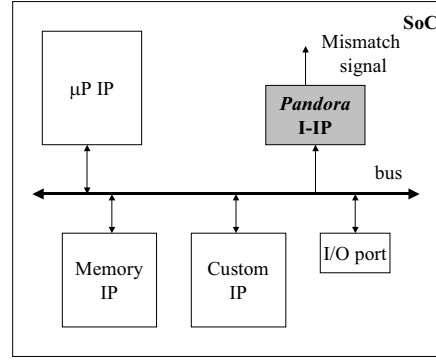 SoC
Mismatch
signal
μP IP
Pandora
I-IP
bus
Memory
IP
Custom
IP
I/O port